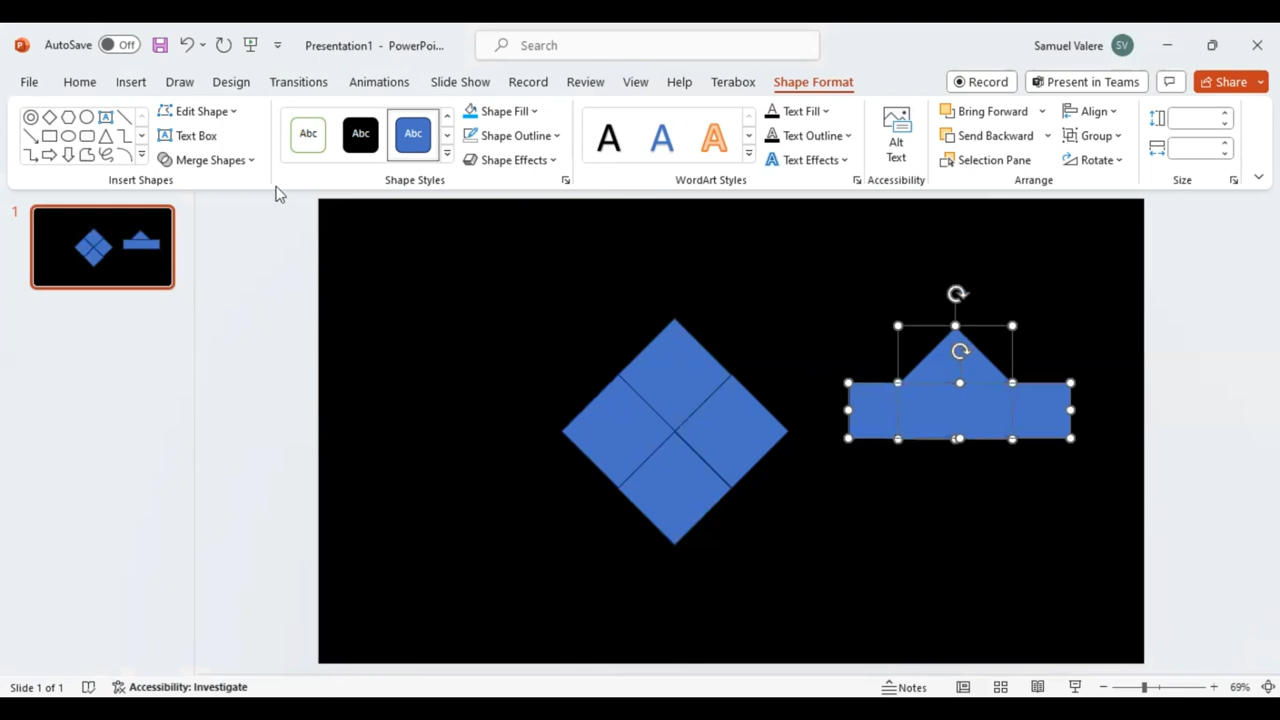 AutoSave Off Presentation1 - PowerPoi... Search Samuel Valere SV
File Home Insert Draw Design Transitions Animations Slide Show Record Review View Help Terabox Shape Format Record Present in Teams Share
Edit Shape
Text Box
Merge Shapes
Insert Shapes
Abc Abc Abc
Shape Fill
Shape Outline
Shape Effects
Shape Styles
A A A
Text Fill
Text Outline
Text Effects
WordArt Styles
Alt
Text
Accessibility
Bring Forward
Send Backward
Selection Pane
Align
Group
Rotate
Arrange
Size
1
Slide 1 of 1 Accessibility: Investigate Notes 69%